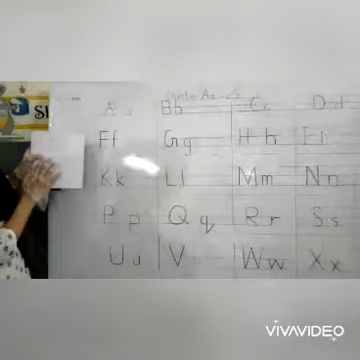 Write Aa-Zz
Aa Bb Cc Dd
Ff Gg Hh Ii
Kk Ll Mm Nn
Pp Qq Rr Ss
Uu V Ww Xx
VIVAVIDEO